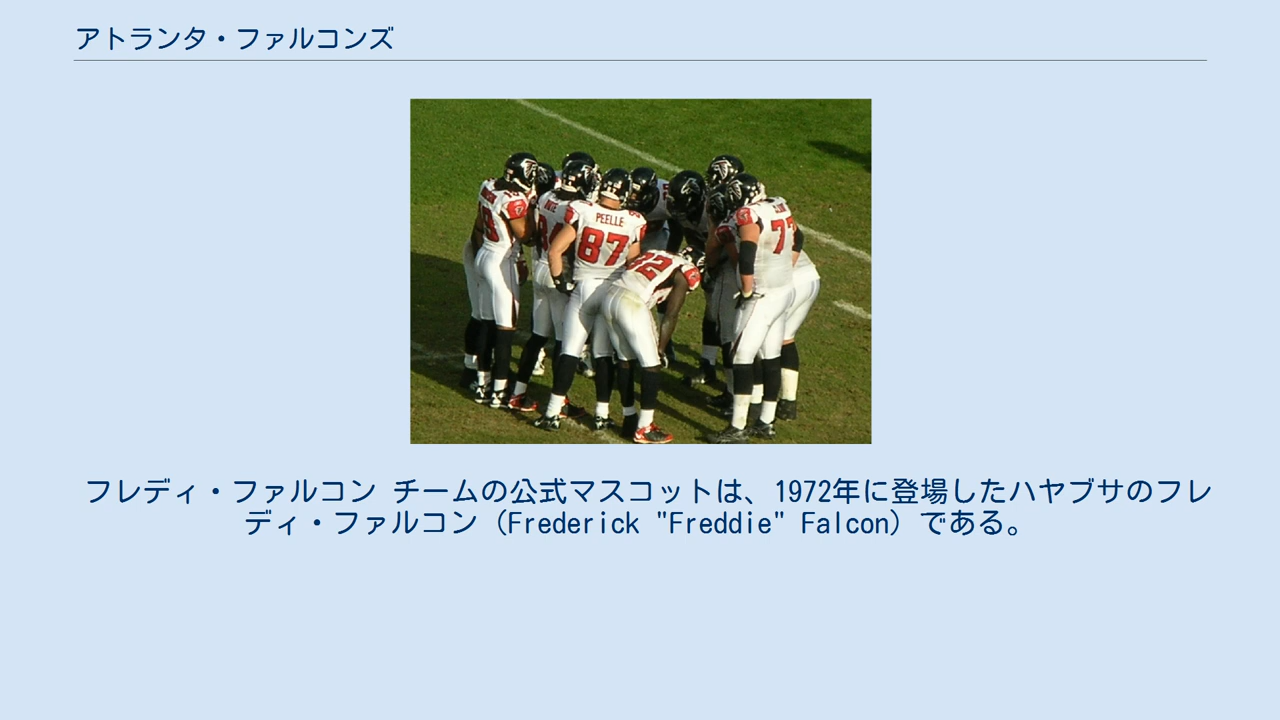 アトランタ・ファルコンズ
PEELLE
87
82
77
フレディ・ファルコン チームの公式マスコットは、1972年に登場したハヤブサのフレ
ディ・ファルコン（Frederick "Freddie" Falcon）である。